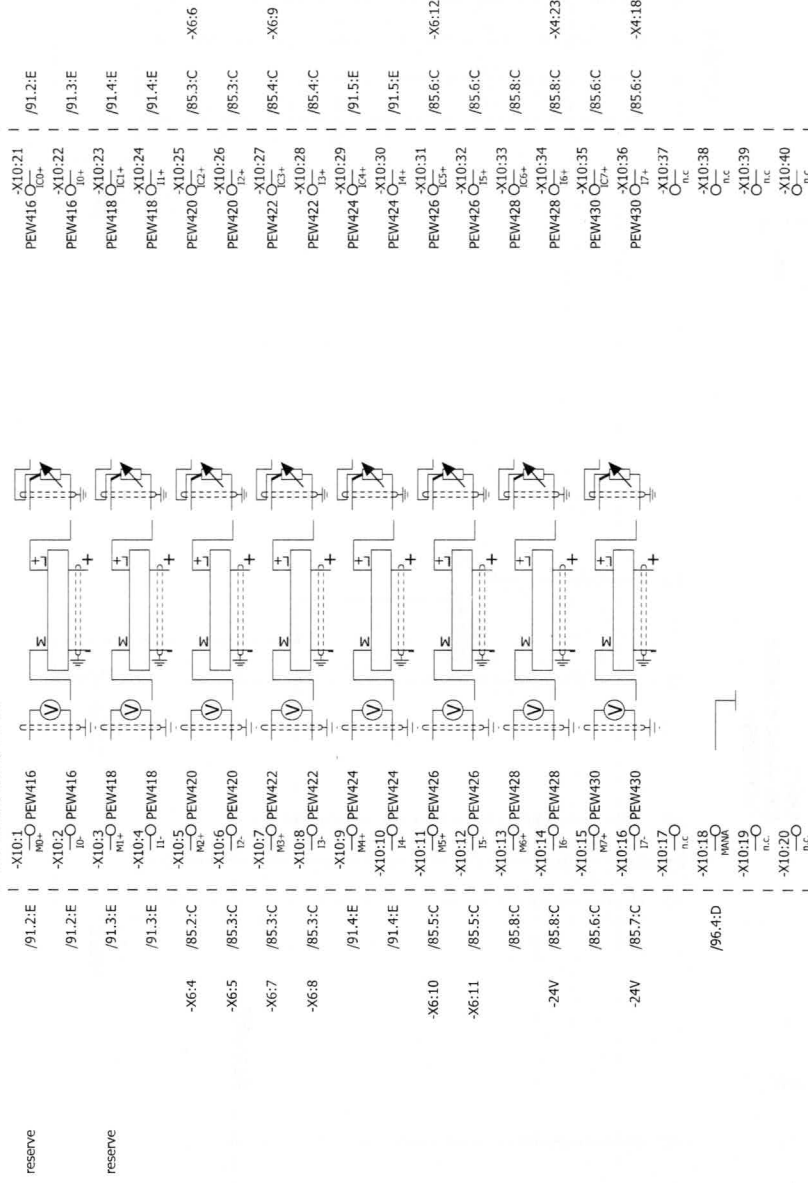 -X10:1 -X10:21
reserve /91.2:E PEW416 V M L+ PEW416 /91.2:E
M0+ IC0+
-X10:2 -X10:22
/91.2:E PEW416 - + PEW416 /91.3:E
I0- I0+
-X10:3 -X10:23
reserve /91.3:E PEW418 V M L+ PEW418 /91.4:E
M1+ IC1+
-X10:4 -X10:24
/91.3:E PEW418 - + PEW418 /91.4:E
I1- I1+
-X10:5 -X10:25
-X6:4 /85.2:C PEW420 V M L+ PEW420 /85.3:C -X6:6
M2+ IC2+
-X10:6 -X10:26
-X6:5 /85.3:C PEW420 - + PEW420 /85.3:C
I2- I2+
-X10:7 -X10:27
-X6:7 /85.3:C PEW422 V M L+ PEW422 /85.4:C -X6:9
M3+ IC3+
-X10:8 -X10:28
-X6:8 /85.3:C PEW422 - + PEW422 /85.4:C
I3- I3+
-X10:9 -X10:29
/91.4:E PEW424 V M L+ PEW424 /91.5:E
M4+ IC4+
-X10:10 -X10:30
/91.4:E PEW424 - + PEW424 /91.5:E
I4- I4+
-X10:11 -X10:31
-X6:10 /85.5:C PEW426 V M L+ PEW426 /85.6:C -X6:12
M5+ IC5+
-X10:12 -X10:32
-X6:11 /85.5:C PEW426 - + PEW426 /85.6:C
I5- I5+
-X10:13 -X10:33
/85.8:C PEW428 V M L+ PEW428 /85.8:C
M6+ IC6+
-X10:14 -X10:34
-24V /85.8:C PEW428 - + PEW428 /85.8:C -X4:23
I6- I6+
-X10:15 -X10:35
/85.6:C PEW430 V M L+ PEW430 /85.6:C
M7+ IC7+
-X10:16 -X10:36
-24V /85.7:C PEW430 - + PEW430 /85.6:C -X4:18
I7- I7+
-X10:17 -X10:37
n.c n.c
-X10:18 -X10:38
/96.4:D
MANA n.c
-X10:19 -X10:39
n.c. n.c
-X10:20 -X10:40
n.c. n.c